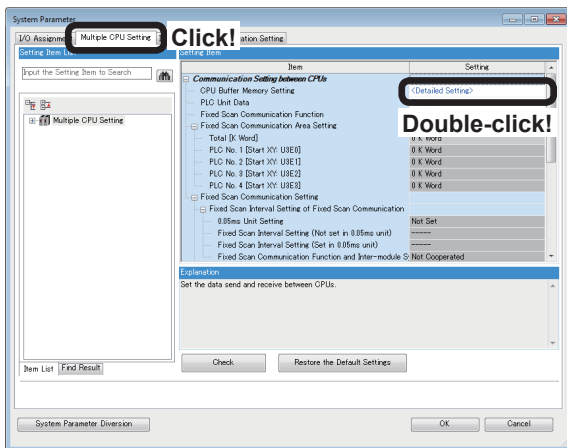 System Parameter
I/O Assignme Multiple CPU Setting Click! ation Setting
Setting Item List Setting Item
Input the Setting Item to Search
Item Setting
Communication Setting between CPUs
CPU Buffer Memory Setting <Detailed Setting>
PLC Unit Data
Fixed Scan Communication Function
Multiple CPU Setting
Double-click!
Fixed Scan Communication Area Setting
Total [K Word] 0 K Word
PLC No. 1 [Start XY: U3E0] 0 K Word
PLC No. 2 [Start XY: U3E1] 0 K Word
PLC No. 3 [Start XY: U3E2] 0 K Word
PLC No. 4 [Start XY: U3E3] 0 K Word
Fixed Scan Communication Setting
Fixed Scan Interval Setting of Fixed Scan Communication
0.05ms Unit Setting Not Set
Fixed Scan Interval Setting (Not set in 0.05ms unit) -----
Fixed Scan Interval Setting (Set in 0.05ms unit) -----
Fixed Scan Communication Function and Inter-module S Not Cooperated
Explanation
Set the data send and receive between CPUs.
Check Restore the Default Settings
Item List Find Result
System Parameter Diversion OK Cancel